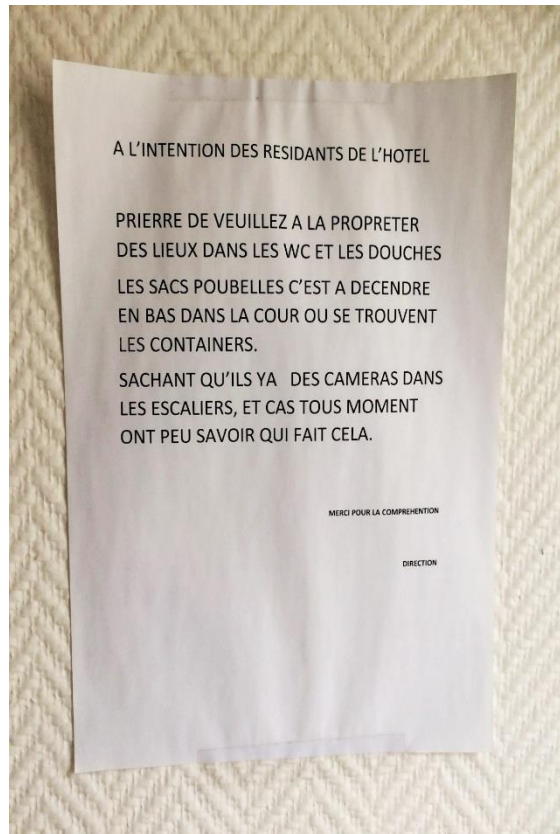 A L'INTENTION DES RESIDANTS DE L'HOTEL
PRIERRE DE VEUILLEZ A LA PROPRETER
DES LIEUX DANS LES WC ET LES DOUCHES
LES SACS POUBELLES C'EST A DECENDRE
EN BAS DANS LA COUR OU SE TROUVENT
LES CONTAINERS.
SACHANT QU'ILS YA DES CAMERAS DANS
LES ESCALIERS, ET CAS TOUS MOMENT
ONT PEU SAVOIR QUI FAIT CELA.
MERCI POUR LA COMPREHENTION
DIRECTION